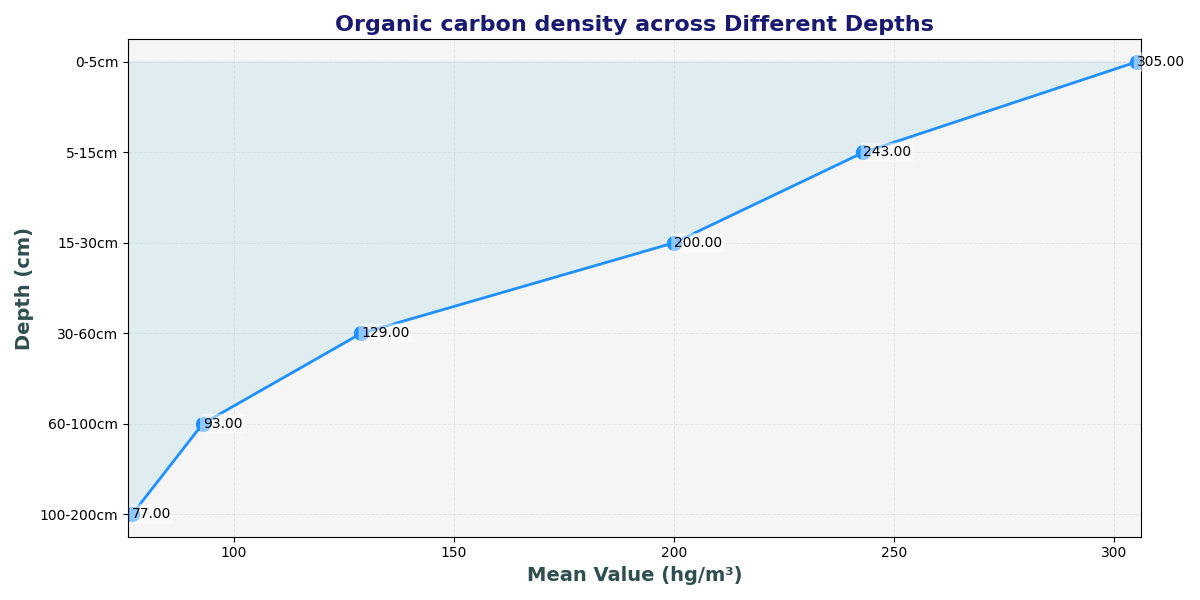 Organic carbon density across Different Depths
Depth (cm)
0-5cm
5-15cm
15-30cm
30-60cm
60-100cm
100-200cm
305.00
243.00
200.00
129.00
93.00
77.00
100
150
200
250
300
Mean Value (hg/m³)